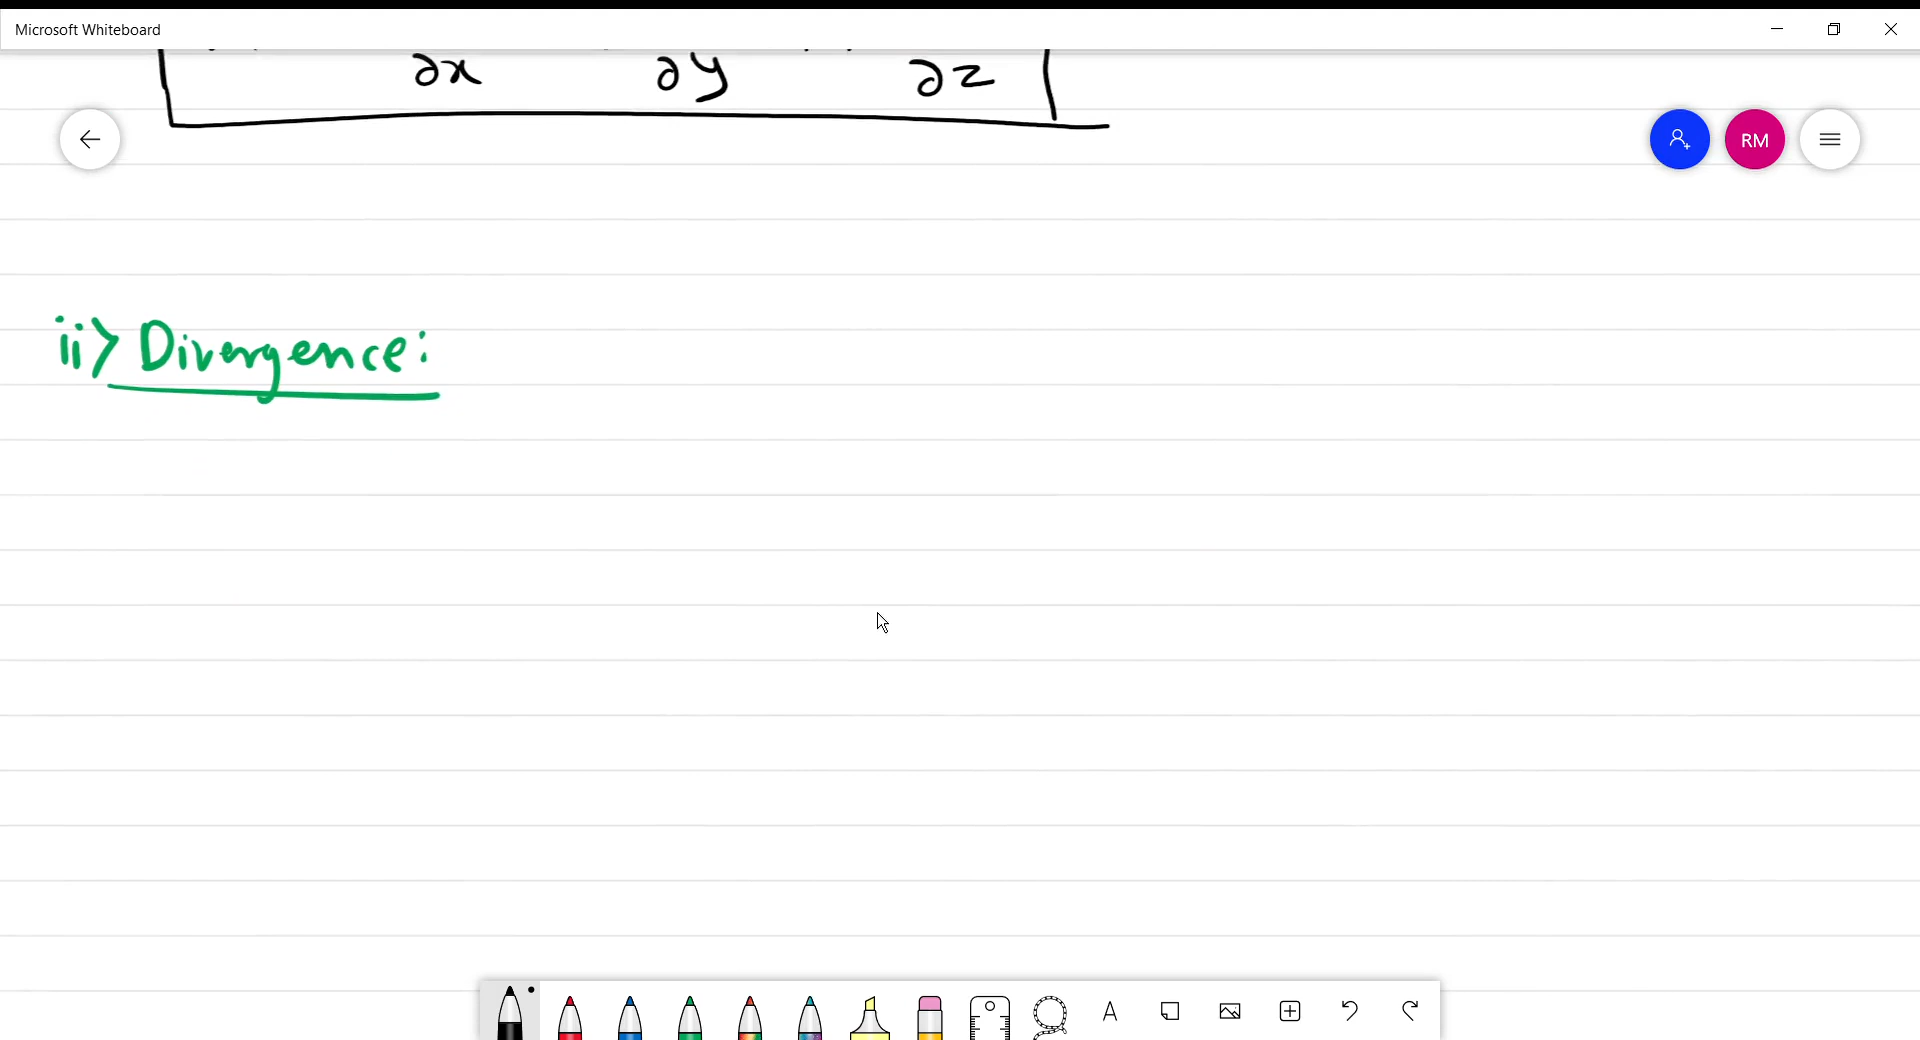 Microsoft Whiteboard
∂x ∂y ∂z
RM
ii> Divergence:
A